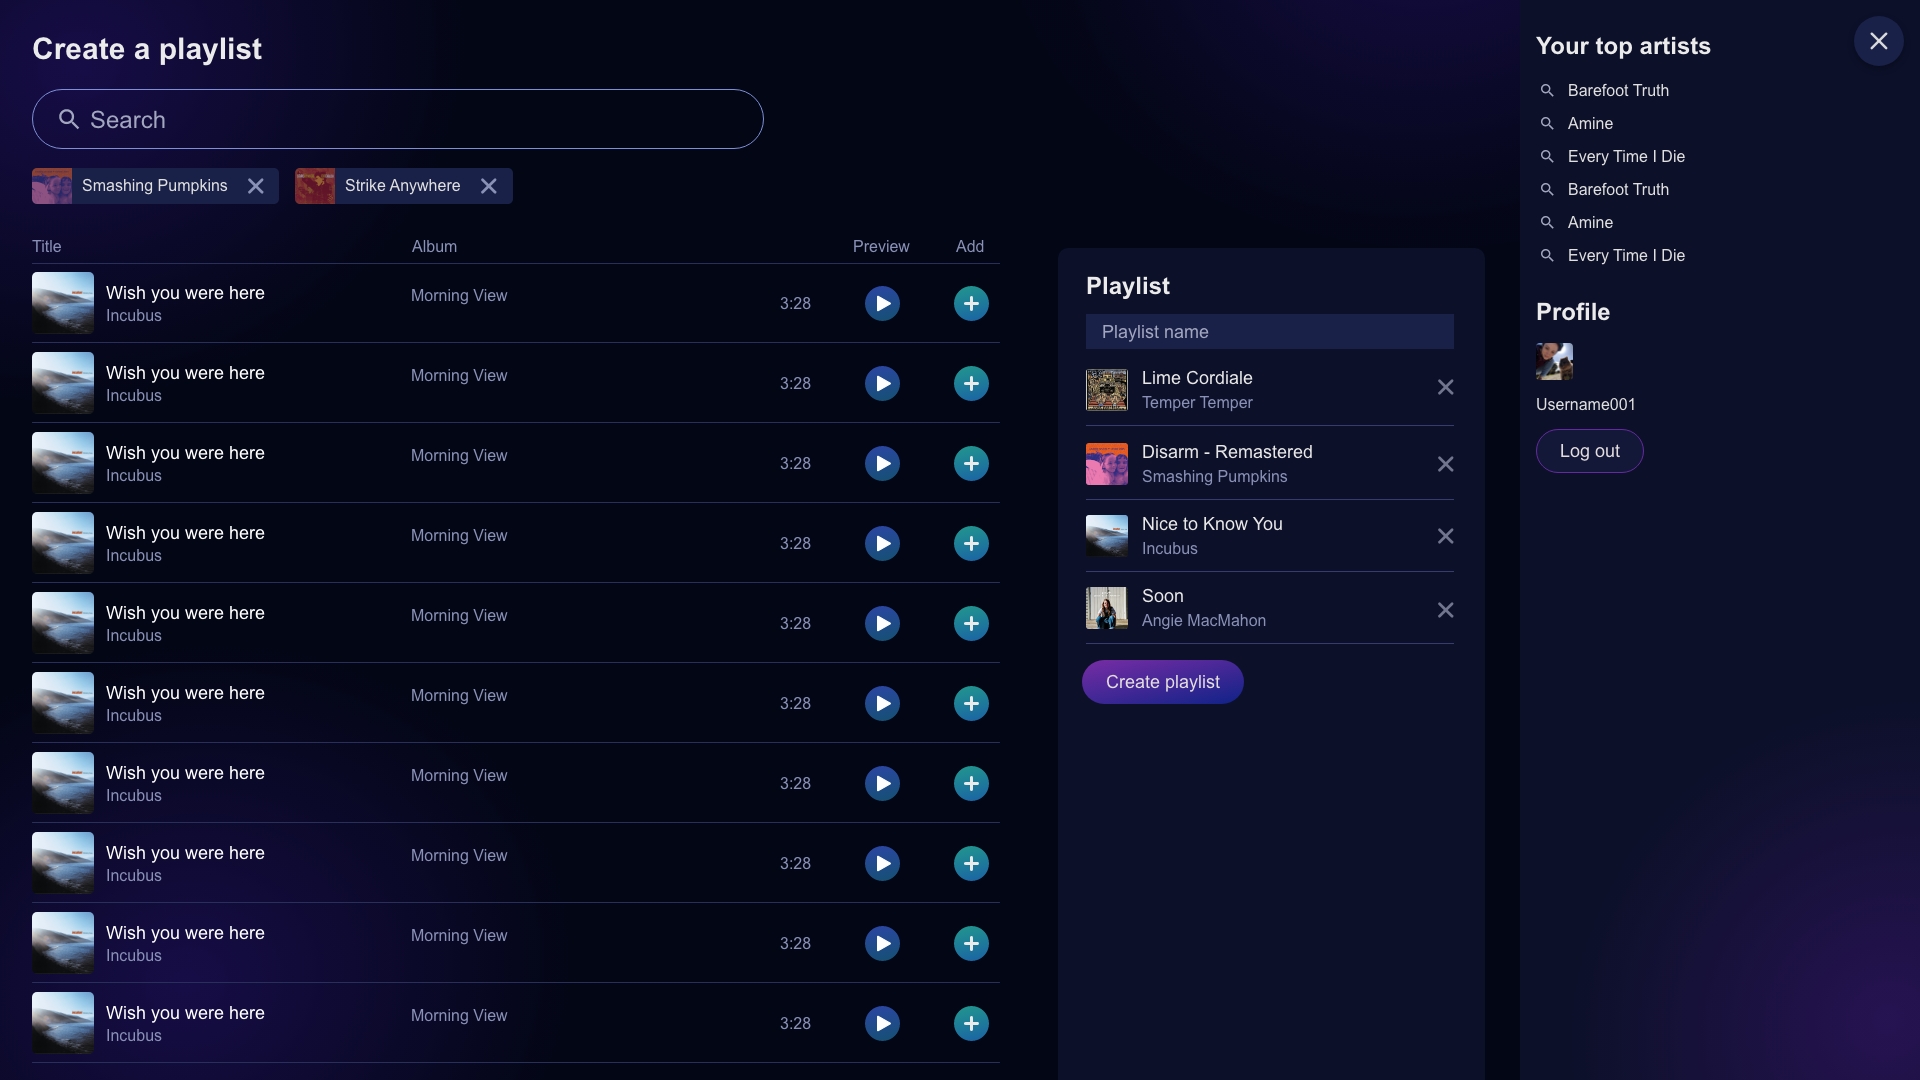 Create a playlist
Search
Smashing Pumpkins
Strike Anywhere
Title Album Preview Add
Wish you were here
Incubus
Morning View
3:28
Wish you were here
Incubus
Morning View
3:28
Wish you were here
Incubus
Morning View
3:28
Wish you were here
Incubus
Morning View
3:28
Wish you were here
Incubus
Morning View
3:28
Wish you were here
Incubus
Morning View
3:28
Wish you were here
Incubus
Morning View
3:28
Wish you were here
Incubus
Morning View
3:28
Wish you were here
Incubus
Morning View
3:28
Wish you were here
Incubus
Morning View
3:28
Playlist
Playlist name
Lime Cordiale
Temper Temper
Disarm - Remastered
Smashing Pumpkins
Nice to Know You
Incubus
Soon
Angie MacMahon
Create playlist
Your top artists
Barefoot Truth
Amine
Every Time I Die
Barefoot Truth
Amine
Every Time I Die
Profile
Username001
Log out